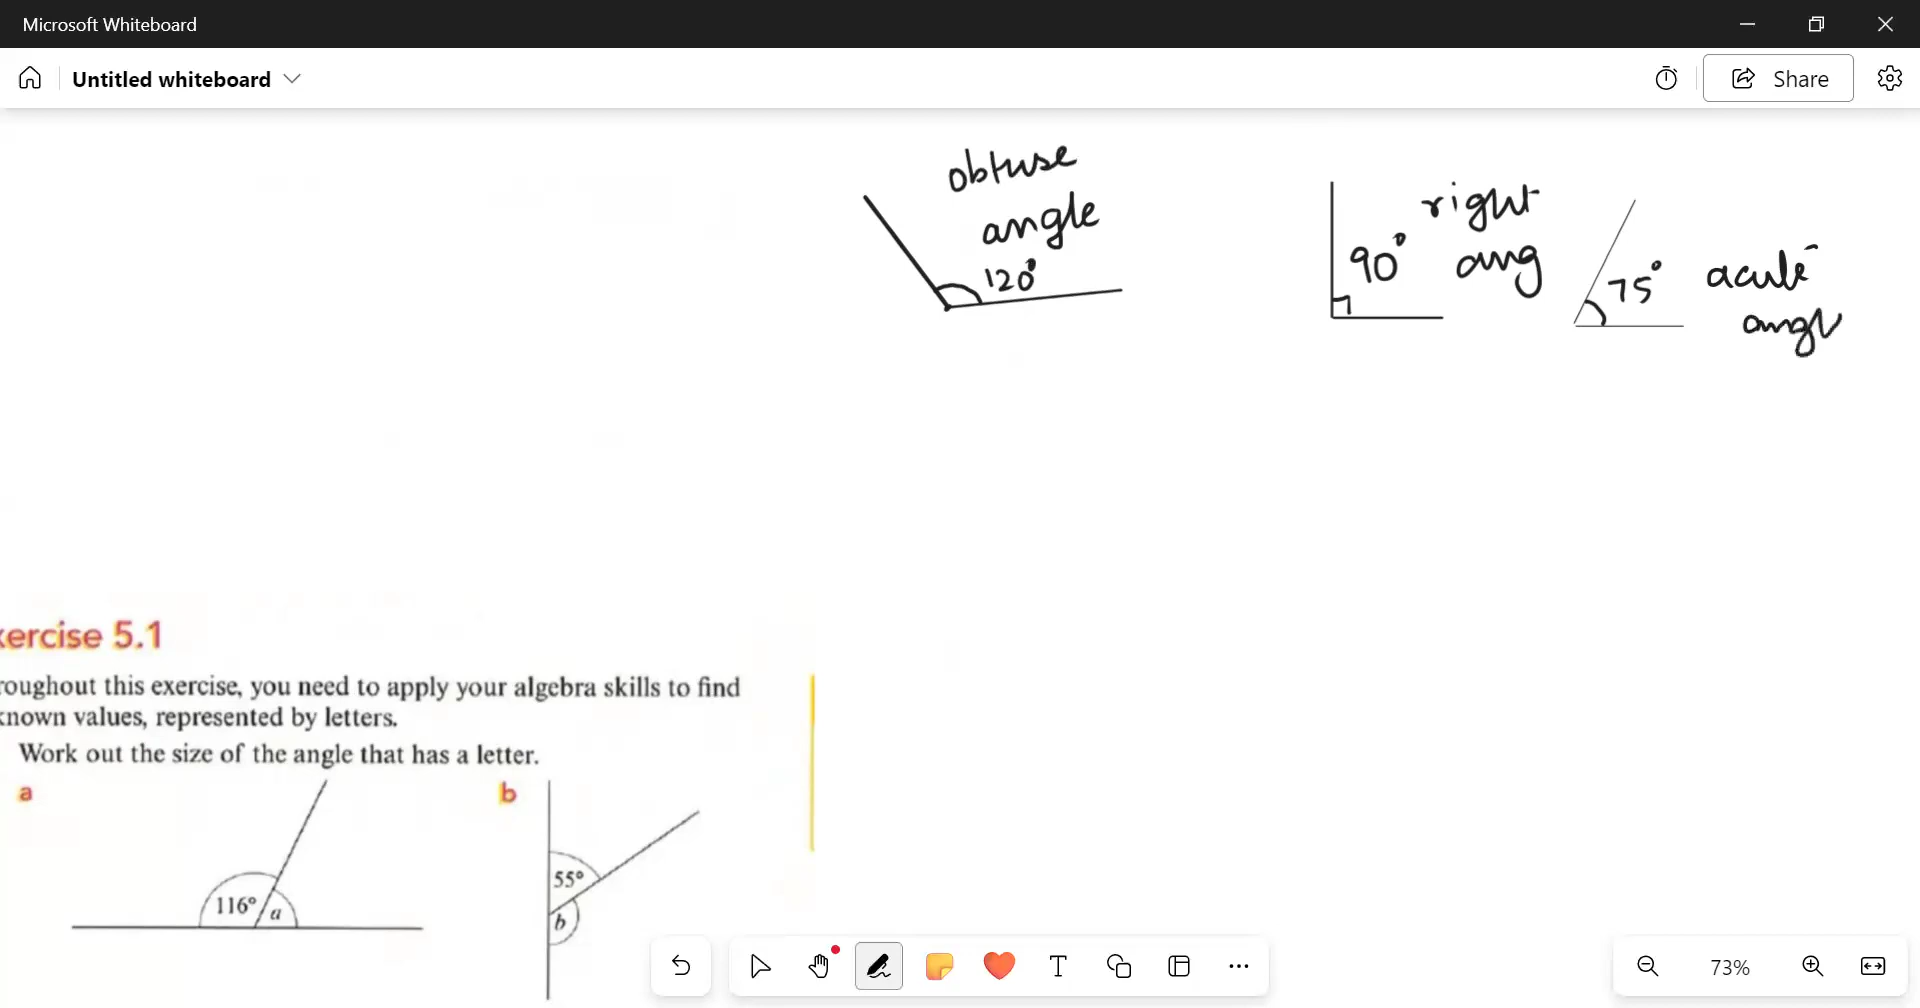 Microsoft Whiteboard
Untitled whiteboard
Share
obtuse
angle
120°
90°
right
ang
75°
acute
angl
xercise 5.1
roughout this exercise, you need to apply your algebra skills to find
known values, represented by letters.
Work out the size of the angle that has a letter.
a
b
116°
a
55°
b
T
73%